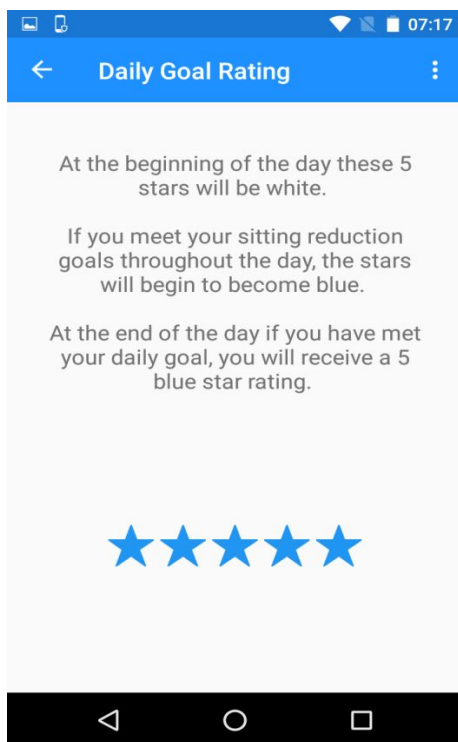 07:17
Daily Goal Rating
At the beginning of the day these 5
stars will be white.
If you meet your sitting reduction
goals throughout the day, the stars
will begin to become blue.
At the end of the day if you have met
your daily goal, you will receive a 5
blue star rating.